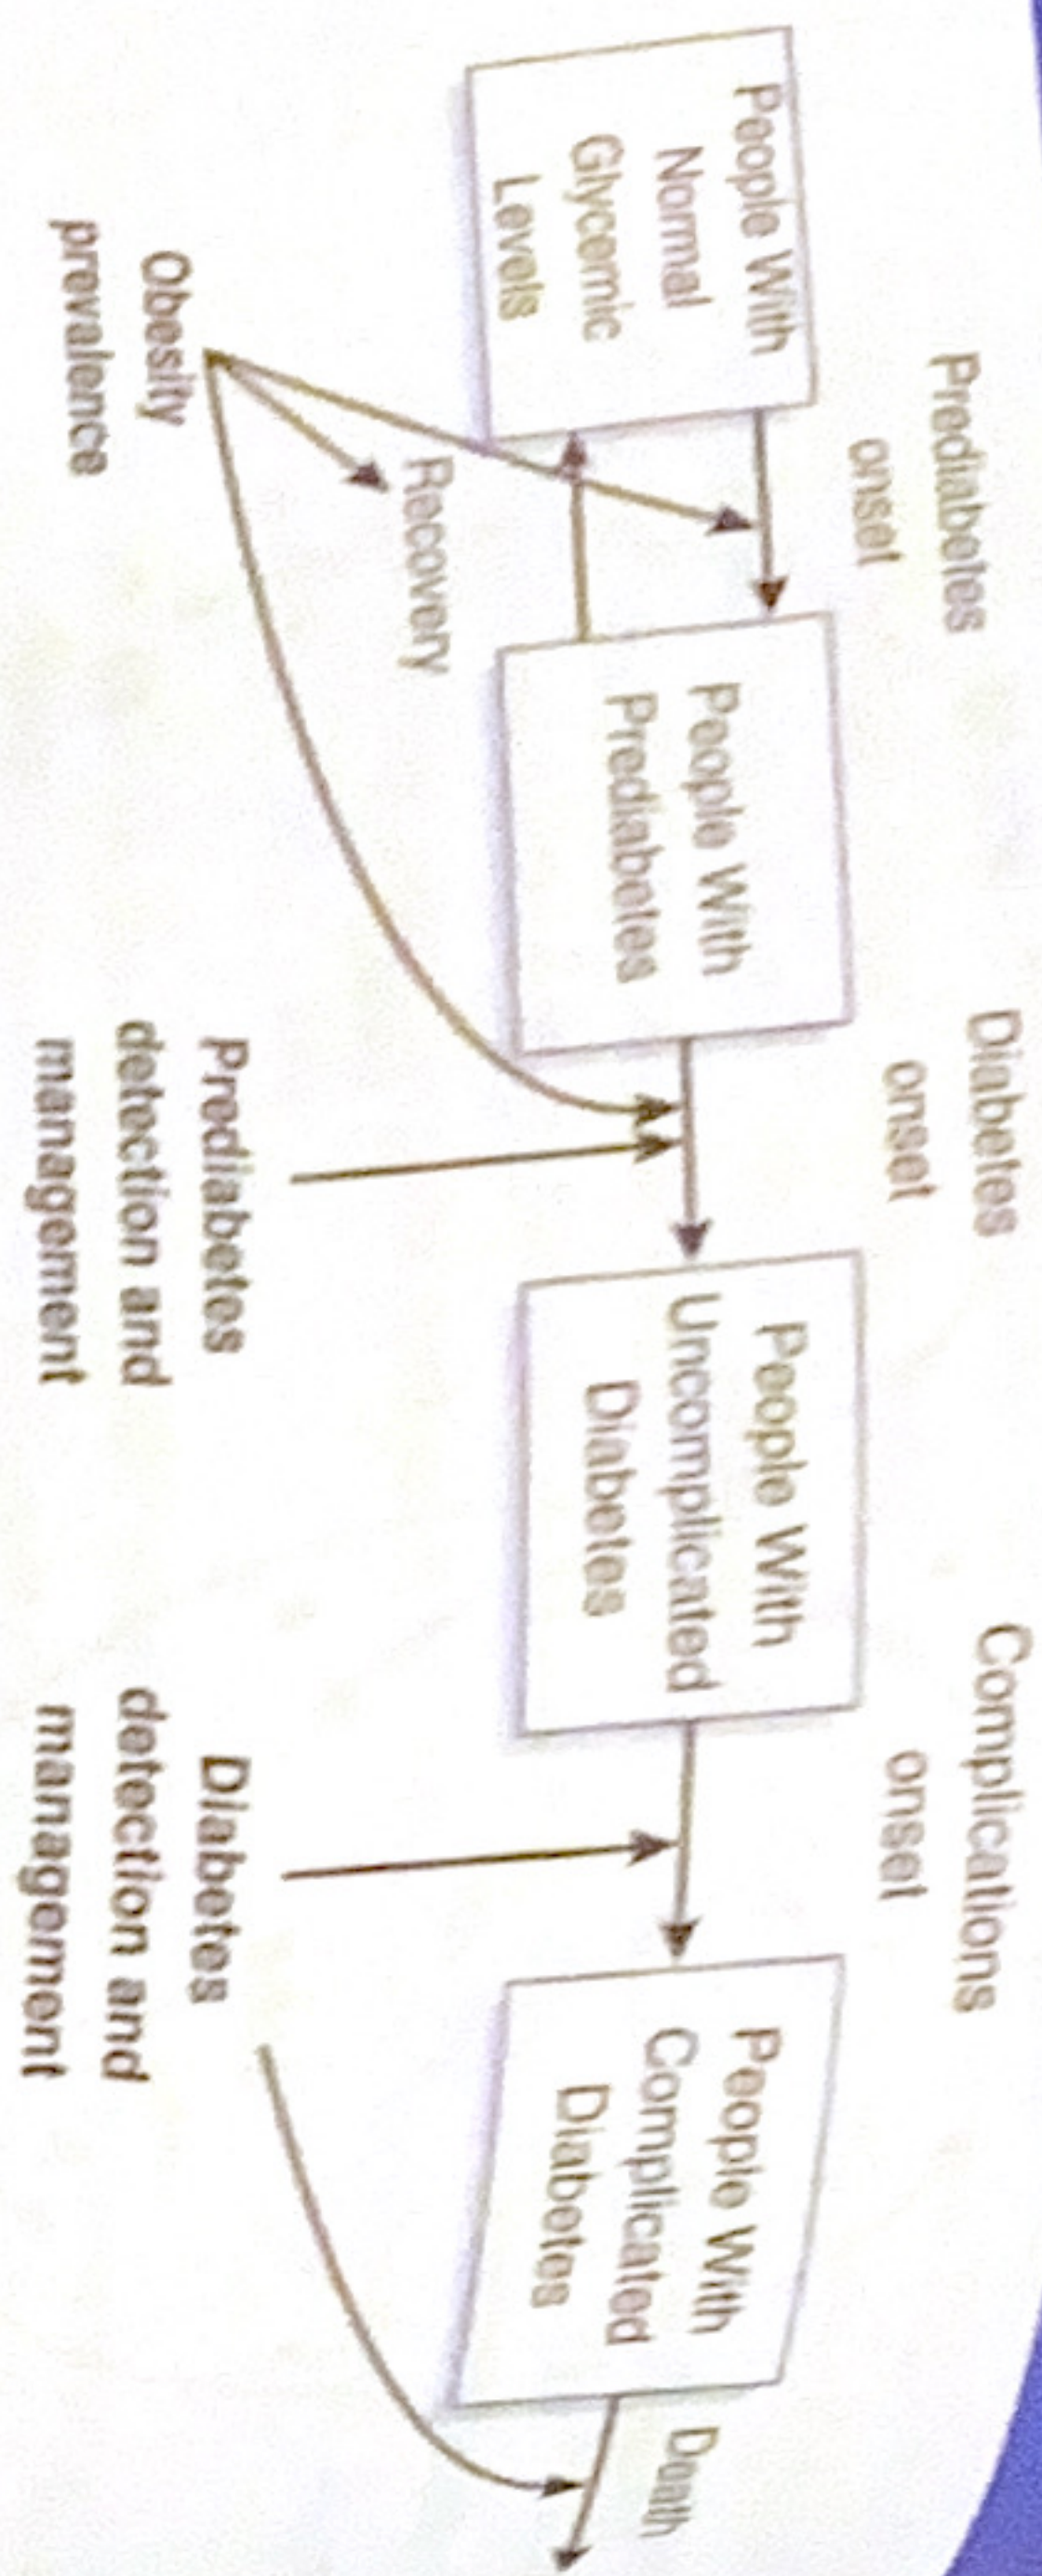 Prediabetes
onset
Diabetes
onset
Complications
onset
People With
Normal
Glycemic
Levels
People With
Prediabetes
People With
Uncomplicated
Diabetes
People With
Complicated
Diabetes
Death
Recovery
Obesity
prevalence
Prediabetes
detection and
management
Diabetes
detection and
management